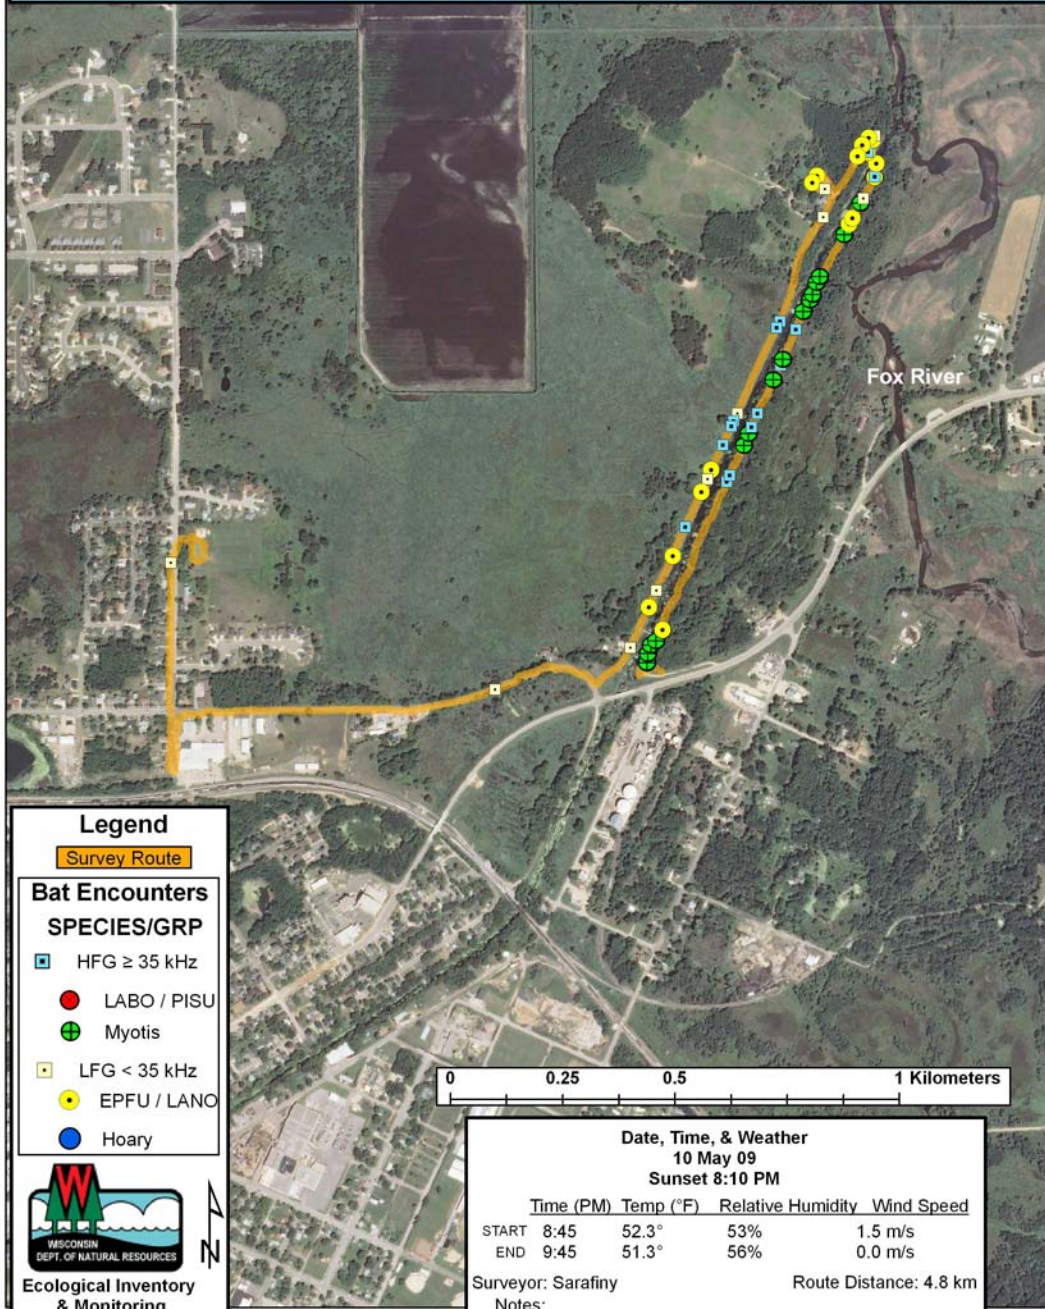 Fox River
Legend
Survey Route
Bat Encounters
SPECIES/GRP
HFG ≥ 35 kHz
LABO / PISU
Myotis
LFG < 35 kHz
EPFU / LANO
Hoary
W
WISCONSIN
DEPT. OF NATURAL RESOURCES
Ecological Inventory
& Monitoring
N
0 0.25 0.5 1 Kilometers
Date, Time, & Weather
10 May 09
Sunset 8:10 PM
Time (PM) Temp (°F) Relative Humidity Wind Speed
START 8:45 52.3° 53% 1.5 m/s
END 9:45 51.3° 56% 0.0 m/s
Surveyor: Sarafiny Route Distance: 4.8 km
Notes: